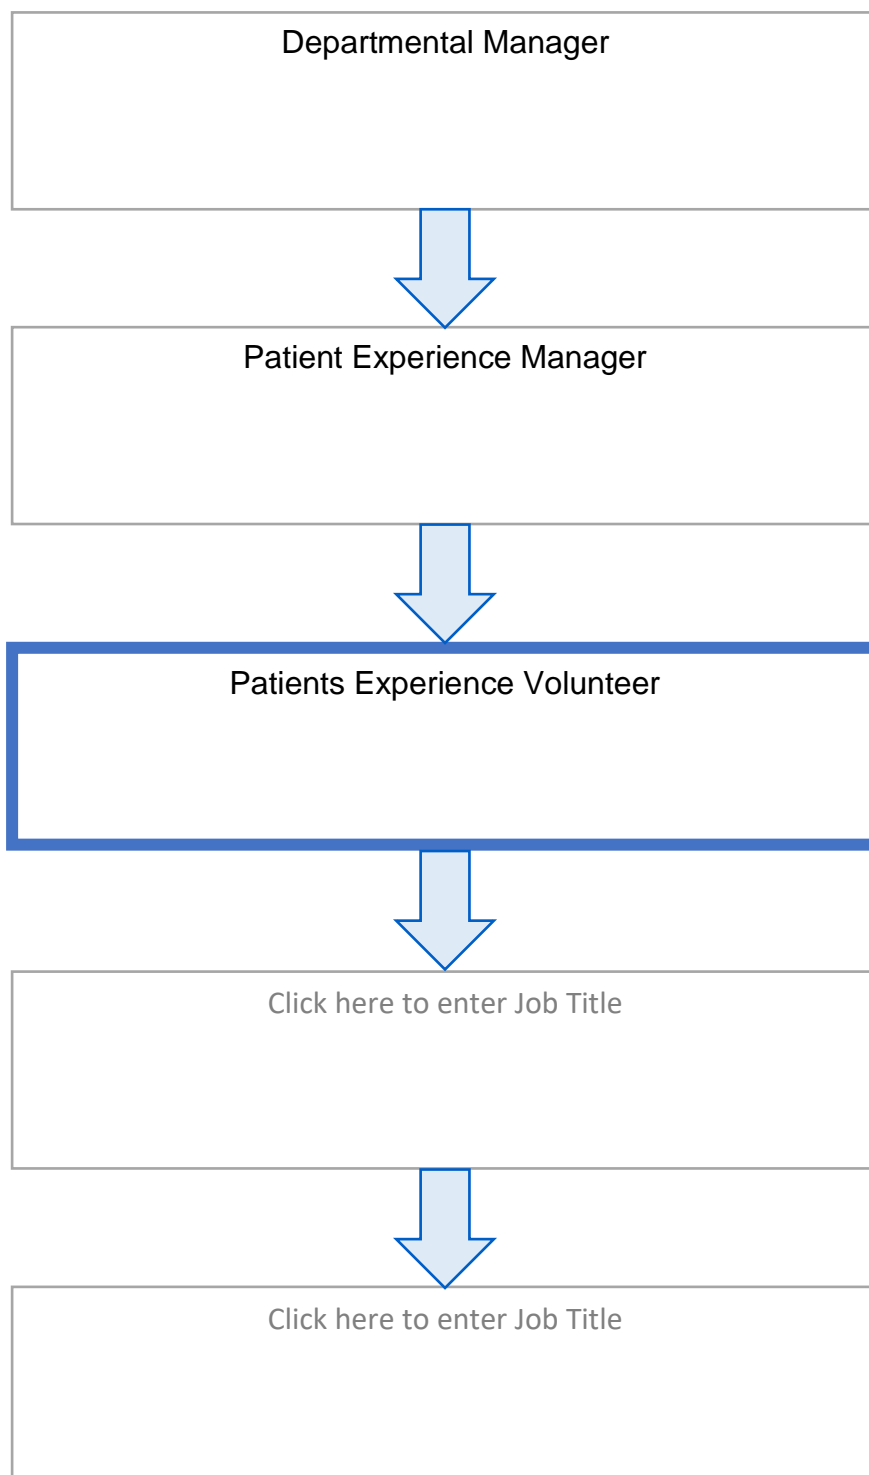 Departmental Manager
Patient Experience Manager
Patients Experience Volunteer
Click here to enter Job Title
Click here to enter Job Title